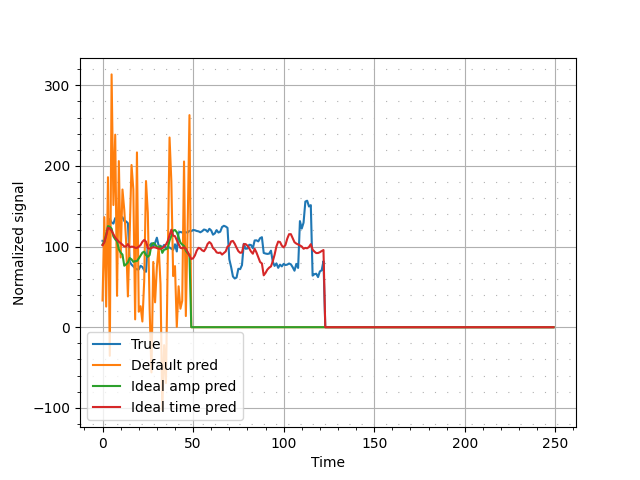 300
200
100
0
−100
Normalized signal
True
Default pred
Ideal amp pred
Ideal time pred
0 50 100 150 200 250
Time